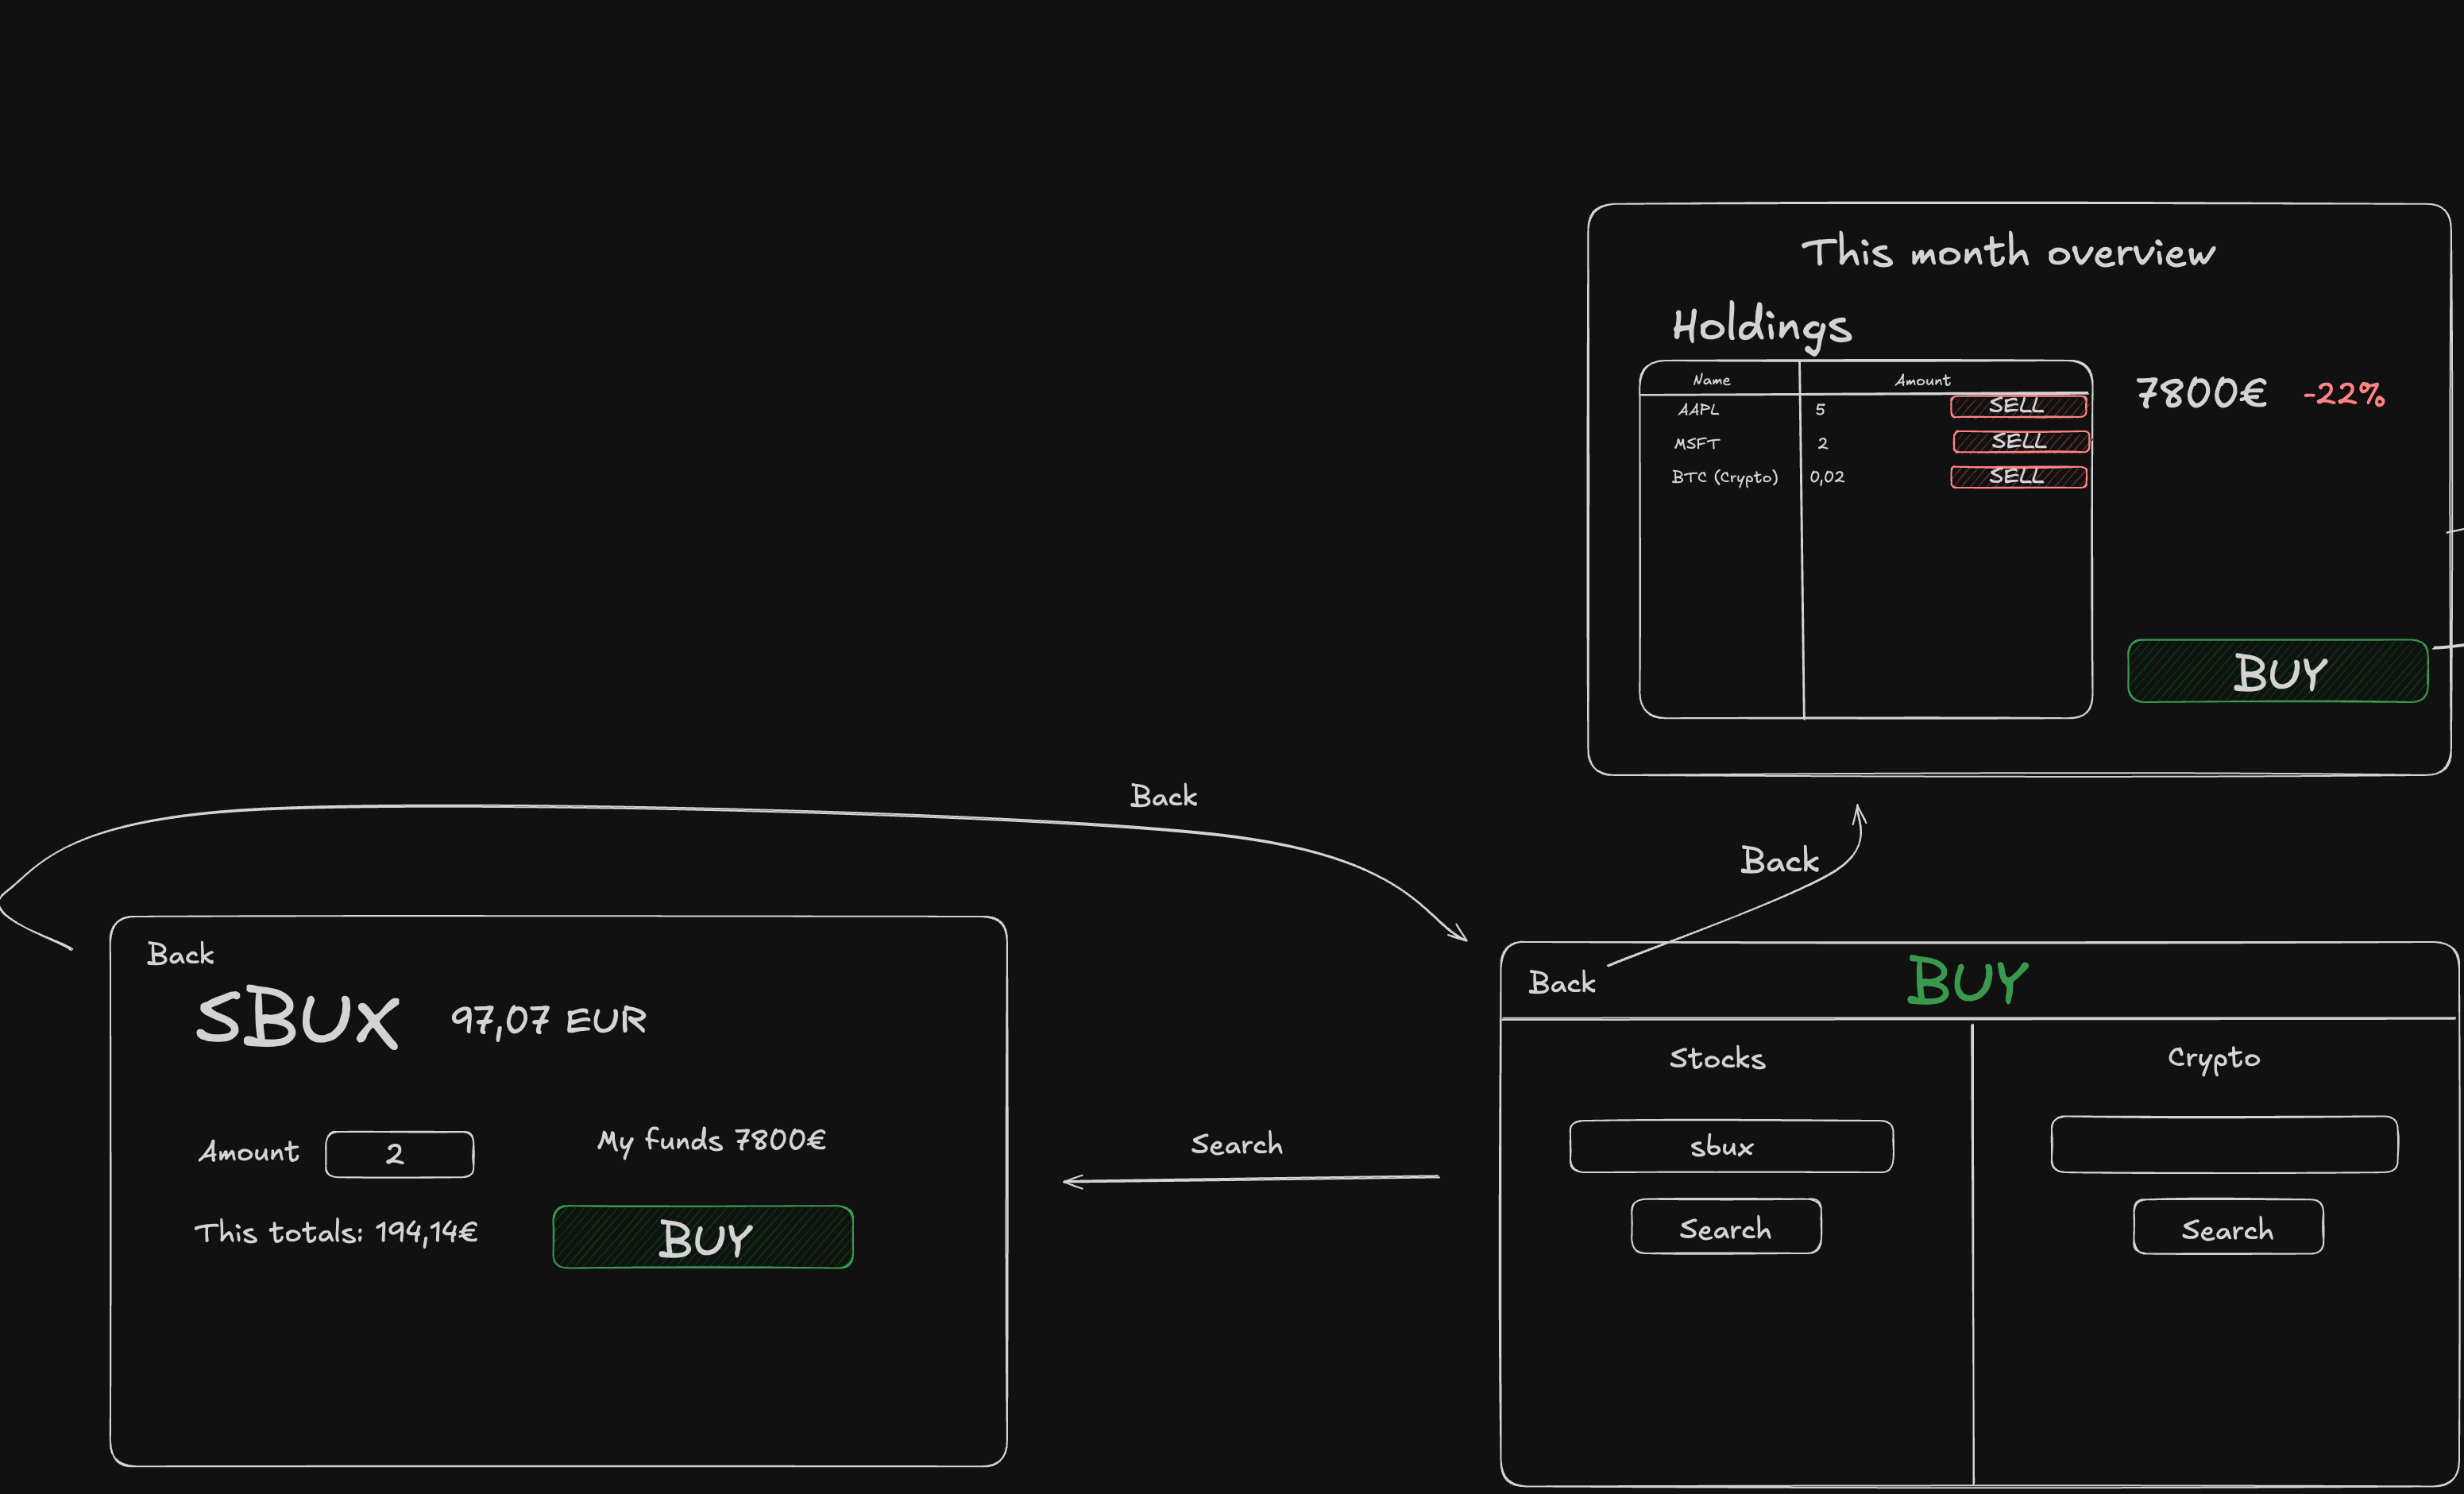 This month overview
Holdings
Name Amount
AAPL 5 SELL
MSFT 2 SELL
BTC (Crypto) 0,02 SELL
7800€ -22%
BUY
Back
Back
Back
SBUX 97,07 EUR
Amount 2
My funds 7800€
This totals: 194,14€
BUY
Search
Back
BUY
Stocks
sbux
Search
Crypto
Search